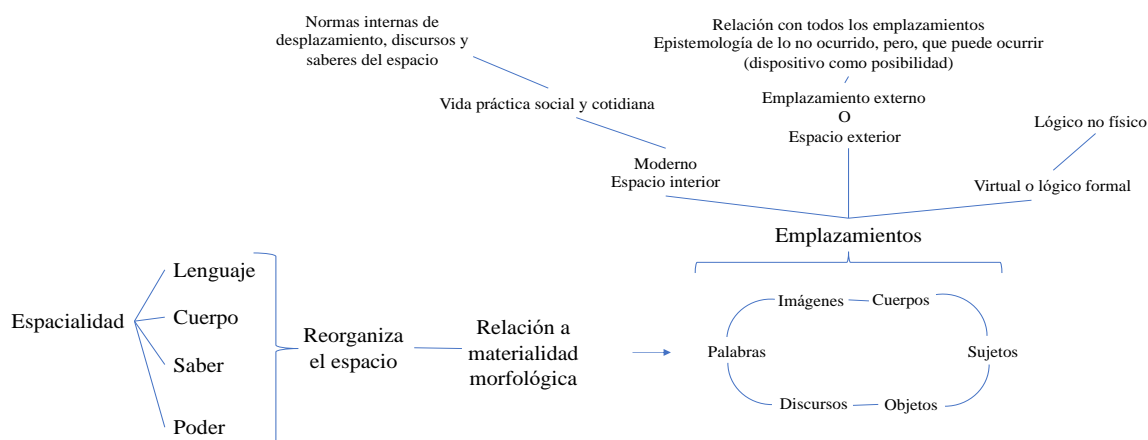 Normas internas de
desplazamiento, discursos y
saberes del espacio
Relación con todos los emplazamientos
Epistemología de lo no ocurrido, pero, que puede ocurrir
(dispositivo como posibilidad)
Vida práctica social y cotidiana
Emplazamiento externo
O
Espacio exterior
Lógico no físico
Moderno
Espacio interior
Virtual o lógico formal
Emplazamientos
Espacialidad
Lenguaje
Cuerpo
Saber
Poder
Reorganiza
el espacio
Relación a
materialidad
morfológica
Imágenes
Cuerpos
Palabras
Sujetos
Discursos
Objetos